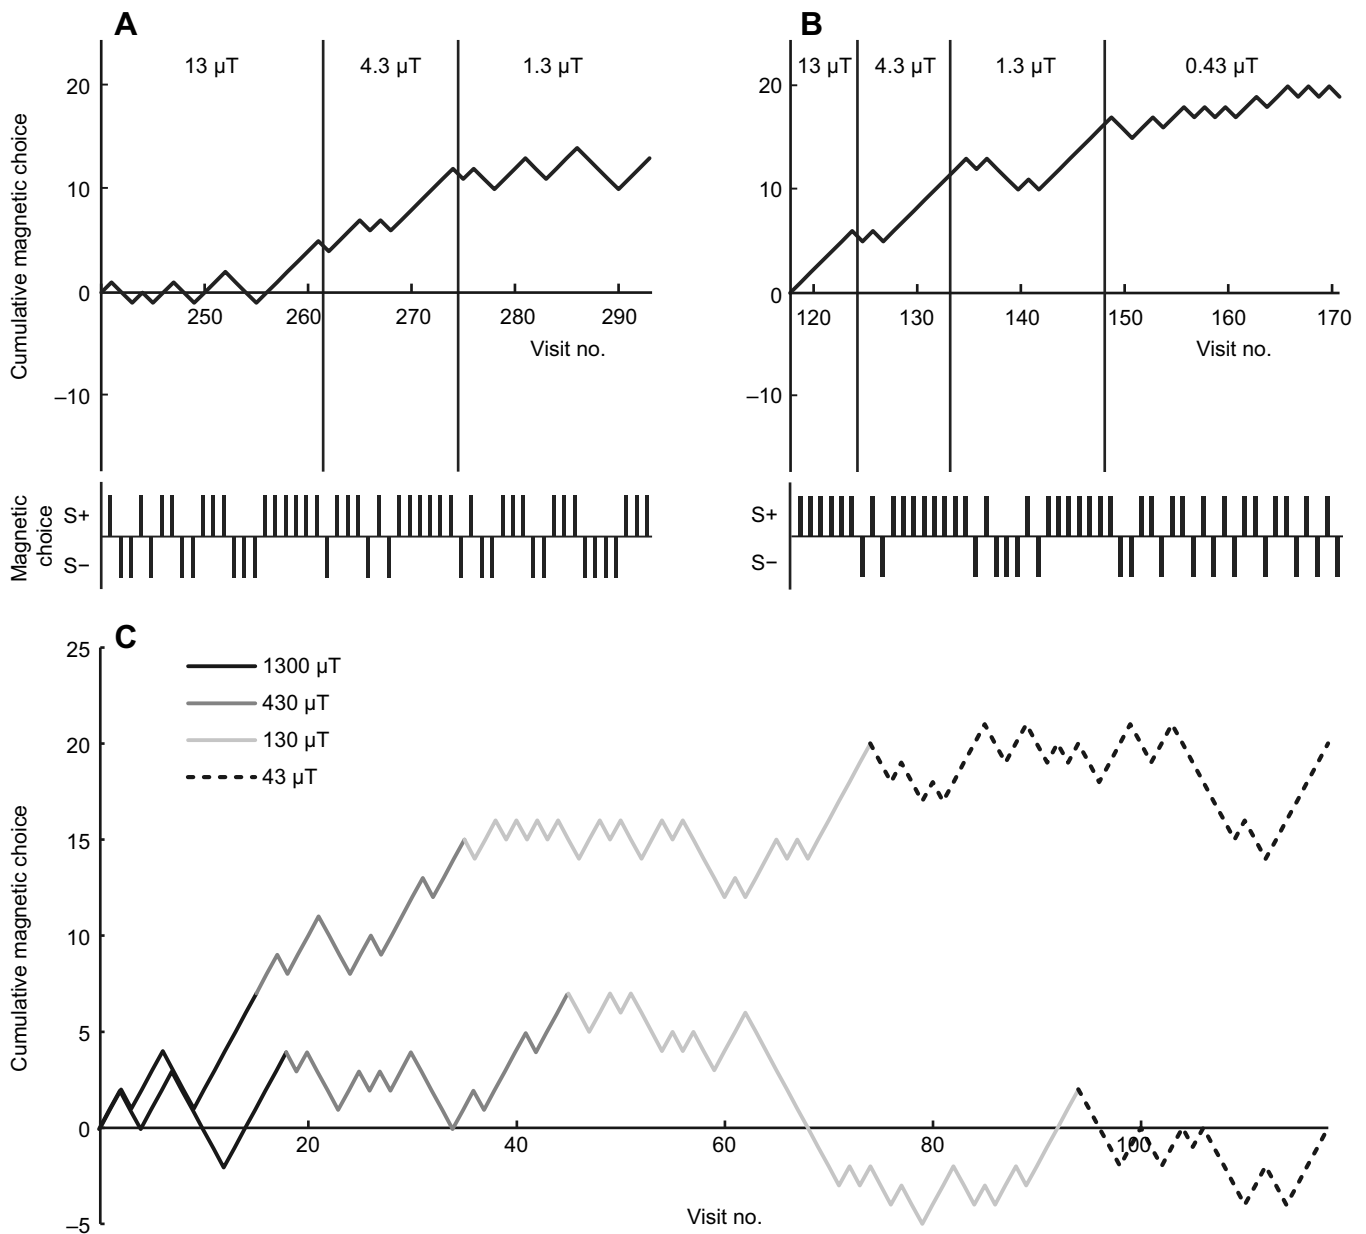 A
B
13 µT 4.3 µT 1.3 µT
13 µT 4.3 µT 1.3 µT 0.43 µT
Cumulative magnetic choice
20
10
0
–10
250 260 270 280 290
Visit no.
20
10
0
–10
120 130 140 150 160 170
Visit no.
Magnetic
choice
S+
S–
S+
S–
C
1300 µT
430 µT
130 µT
43 µT
Cumulative magnetic choice
25
20
15
10
5
0
–5
20 40 60 80 100
Visit no.